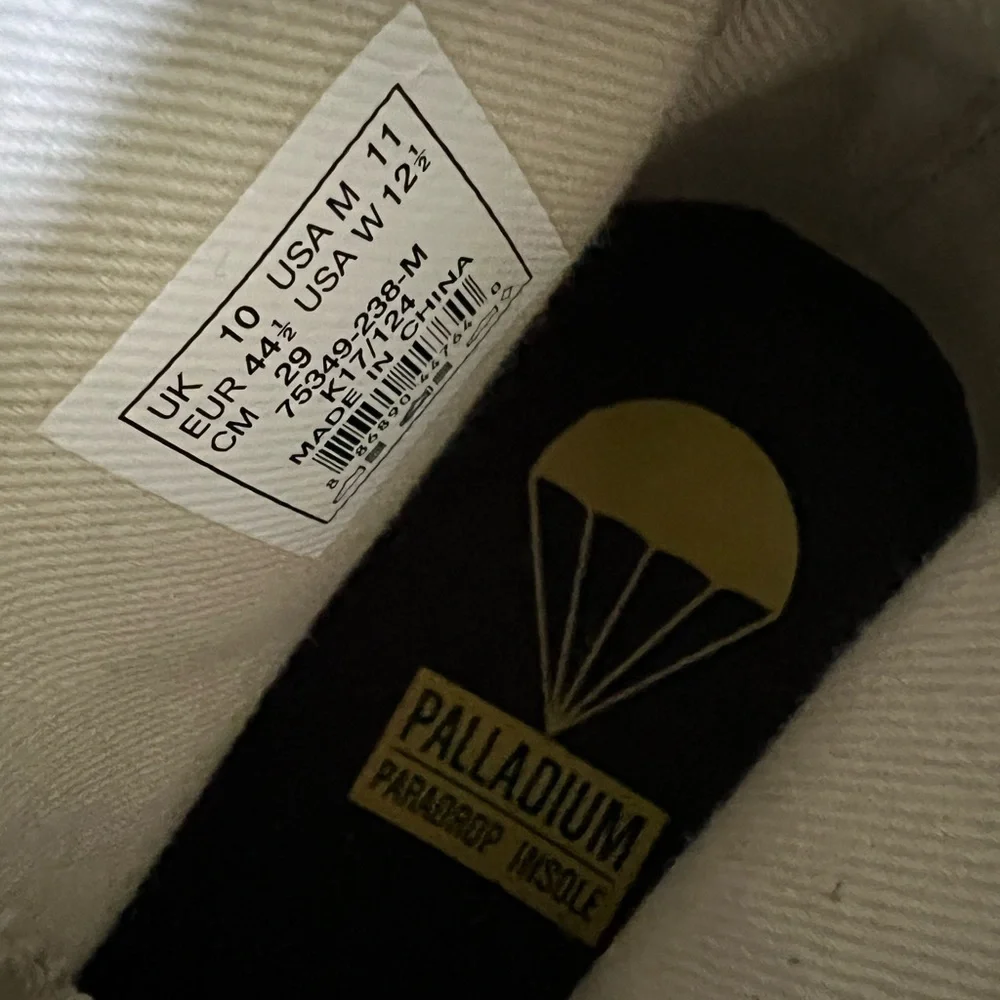 UK 10 USA M 11
EUR 44½ USA W 12½
CM 29
75349-238-M
K17/124
MADE IN CHINA
PALLADIUM
PARADROP INSOLE